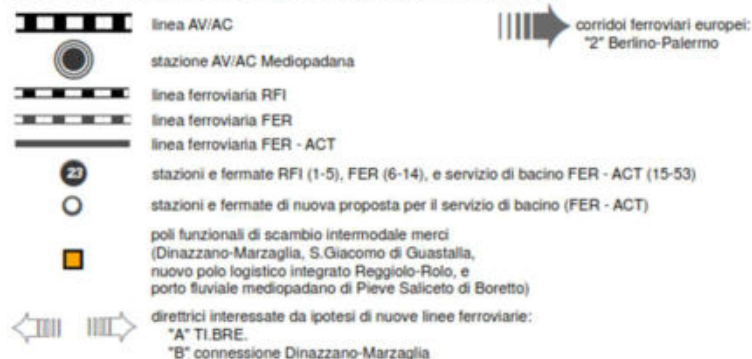 linea AV/AC
corridoi ferroviari europei:
"2" Berlino-Palermo
stazione AV/AC Mediopadana
linea ferroviaria RFI
linea ferroviaria FER
linea ferroviaria FER - ACT
23
stazioni e fermate RFI (1-5), FER (6-14), e servizio di bacino FER - ACT (15-53)
stazioni e fermate di nuova proposta per il servizio di bacino (FER - ACT)
poli funzionali di scambio intermodale merci
(Dinazzano-Marzaglia, S.Giacomo di Guastalla,
nuovo polo logistico integrato Reggiolo-Rolo, e
porto fluviale mediopadano di Pieve Saliceto di Boretto)
direttrici interessate da ipotesi di nuove linee ferroviarie:
"A" TI.BRE.
"B" connessione Dinazzano-Marzaglia